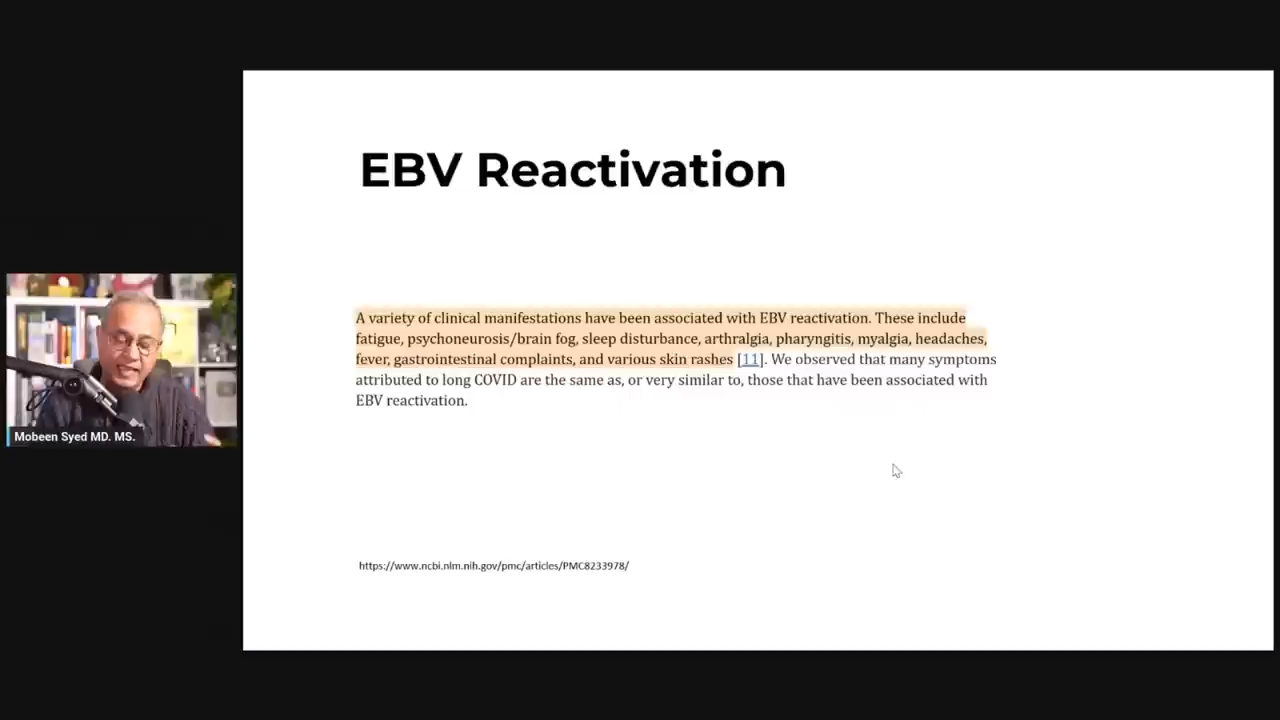 EBV Reactivation
A variety of clinical manifestations have been associated with EBV reactivation. These include
fatigue, psychoneurosis/brain fog, sleep disturbance, arthralgia, pharyngitis, myalgia, headaches,
fever, gastrointestinal complaints, and various skin rashes [11]. We observed that many symptoms
attributed to long COVID are the same as, or very similar to, those that have been associated with
EBV reactivation.
Mobeen Syed MD. MS.
https://www.ncbi.nlm.nih.gov/pmc/articles/PMC8233978/